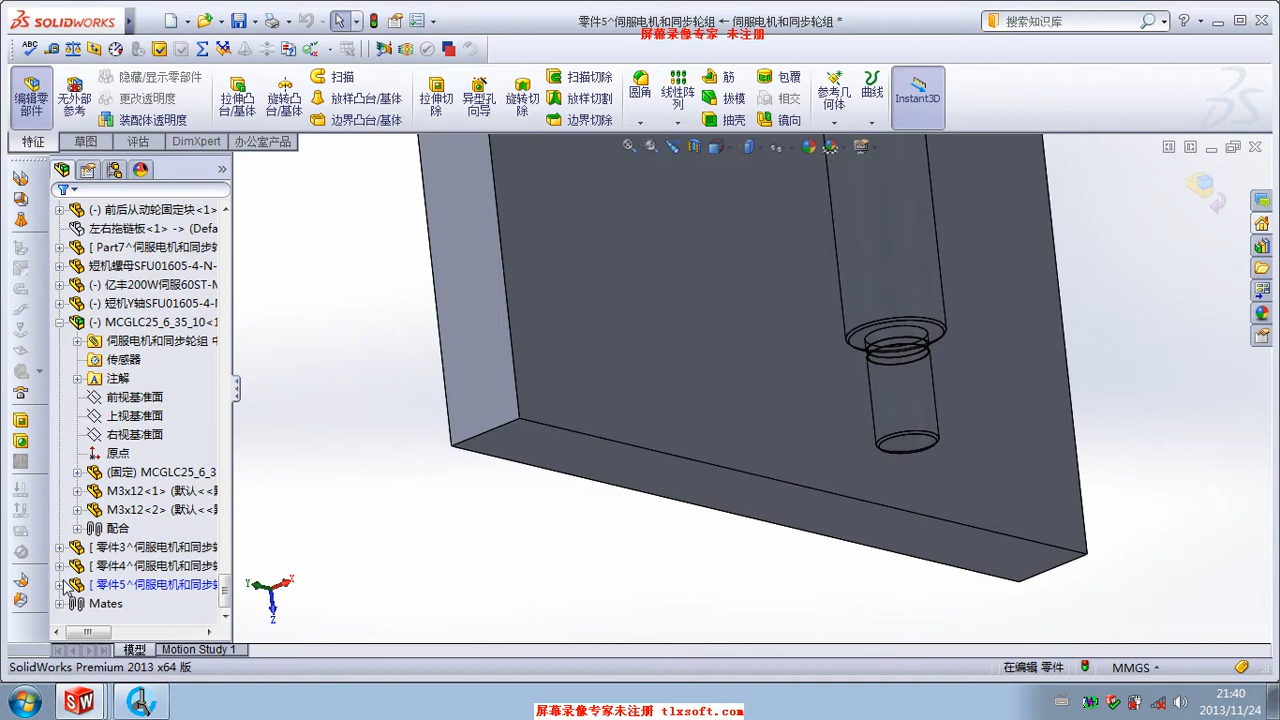 SOLIDWORKS
零件5^伺服电机和同步轮组 <- 伺服电机和同步轮组 *
搜索知识库
屏幕录像专家 未注册
ABC
编辑零部件
无外部参考
隐藏/显示零部件
更改透明度
装配体透明度
拉伸凸台/基体
旋转凸台/基体
扫描
放样凸台/基体
边界凸台/基体
拉伸切除
异型孔向导
旋转切除
扫描切除
放样切割
边界切除
圆角
线性阵列
筋
拔模
抽壳
包覆
相交
镜向
参考几何体
曲线
Instant3D
特征
草图
评估
DimXpert
办公室产品
(-) 前后从动轮固定块<1>
左右拖链板<1> -> (Defa
[ Part7^伺服电机和同步轮
短机螺母SFU01605-4-N-
(-) 亿丰200W伺服60ST-M
(-) 短机Y轴SFU01605-4-N
(-) MCGLC25_6_35_10<1
伺服电机和同步轮组 中
传感器
注解
前视基准面
上视基准面
右视基准面
原点
(固定) MCGLC25_6_3
M3x12<1> (默认<<默
M3x12<2> (默认<<默
配合
[ 零件3^伺服电机和同步轮
[ 零件4^伺服电机和同步轮
[ 零件5^伺服电机和同步轮
Mates
Y
X
Z
模型
Motion Study 1
SolidWorks Premium 2013 x64 版
在编辑 零件
MMGS
SW
屏幕录像专家未注册 tlxsoft.com
21:40
2013/11/24